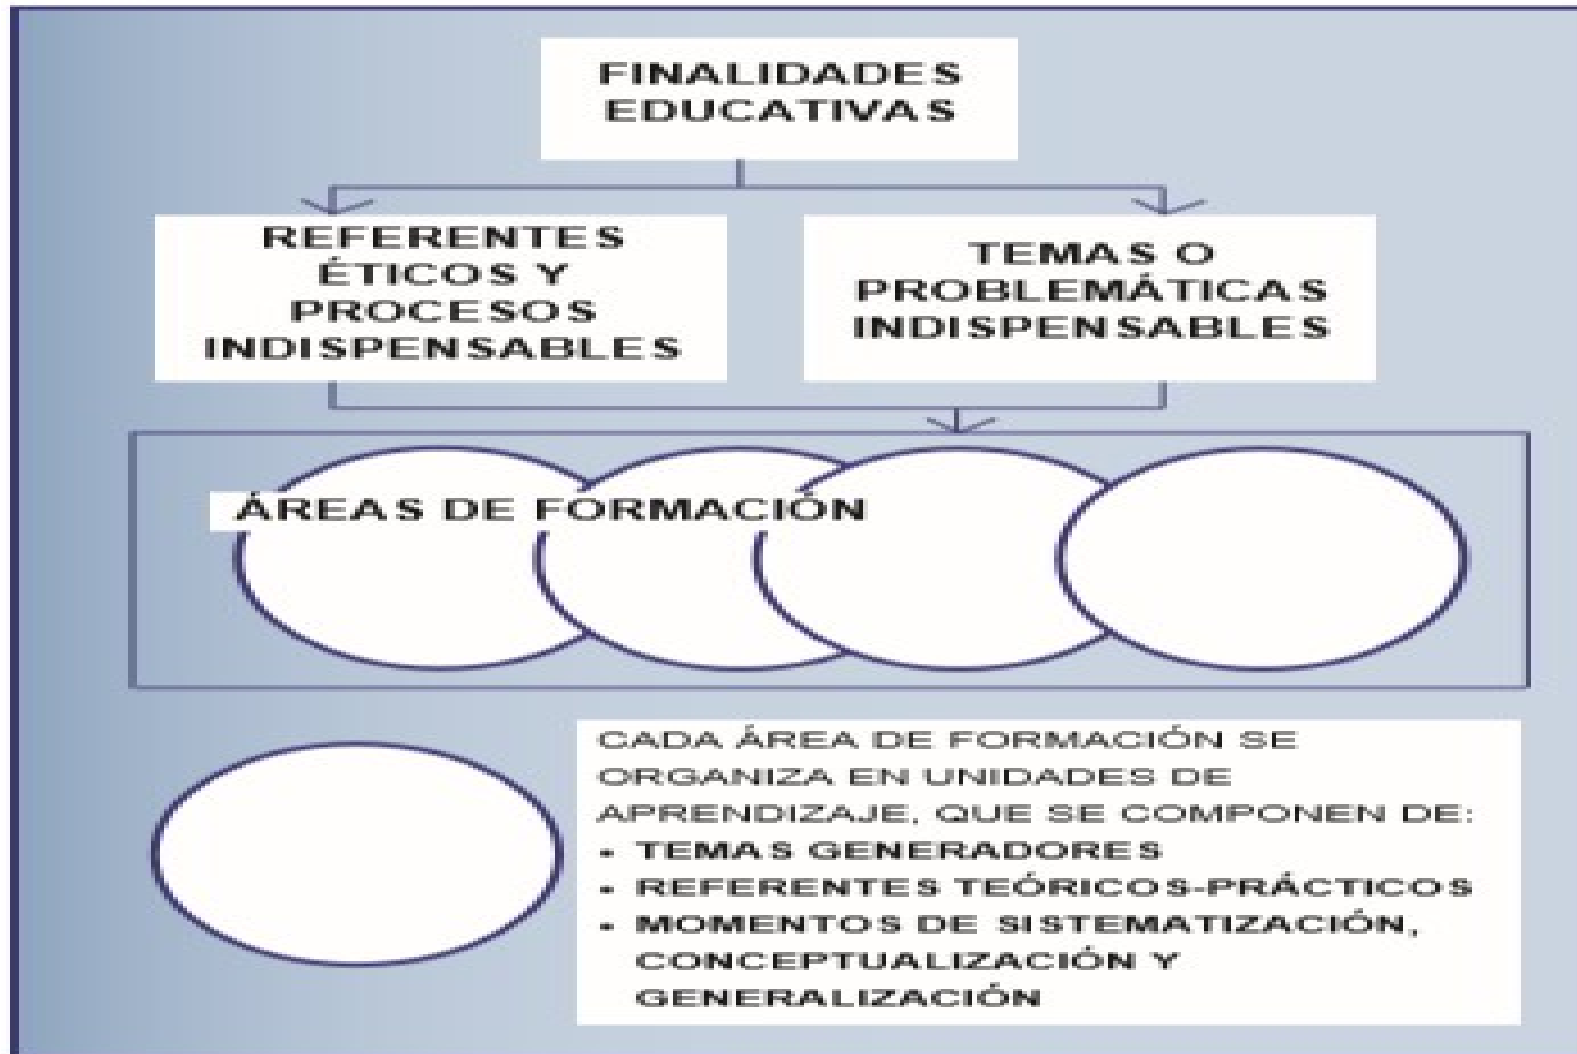 FINALIDADES
EDUCATIVAS
REFERENTES
ÉTICOS Y
PROCESOS
INDISPENSABLES
TEMAS O
PROBLEMÁTICAS
INDISPENSABLES
ÁREAS DE FORMACIÓN
CADA ÁREA DE FORMACIÓN SE
ORGANIZA EN UNIDADES DE
APRENDIZAJE, QUE SE COMPONEN DE:
• TEMAS GENERADORES
• REFERENTES TEÓRICOS-PRÁCTICOS
• MOMENTOS DE SISTEMATIZACIÓN,
CONCEPTUALIZACIÓN Y
GENERALIZACIÓN